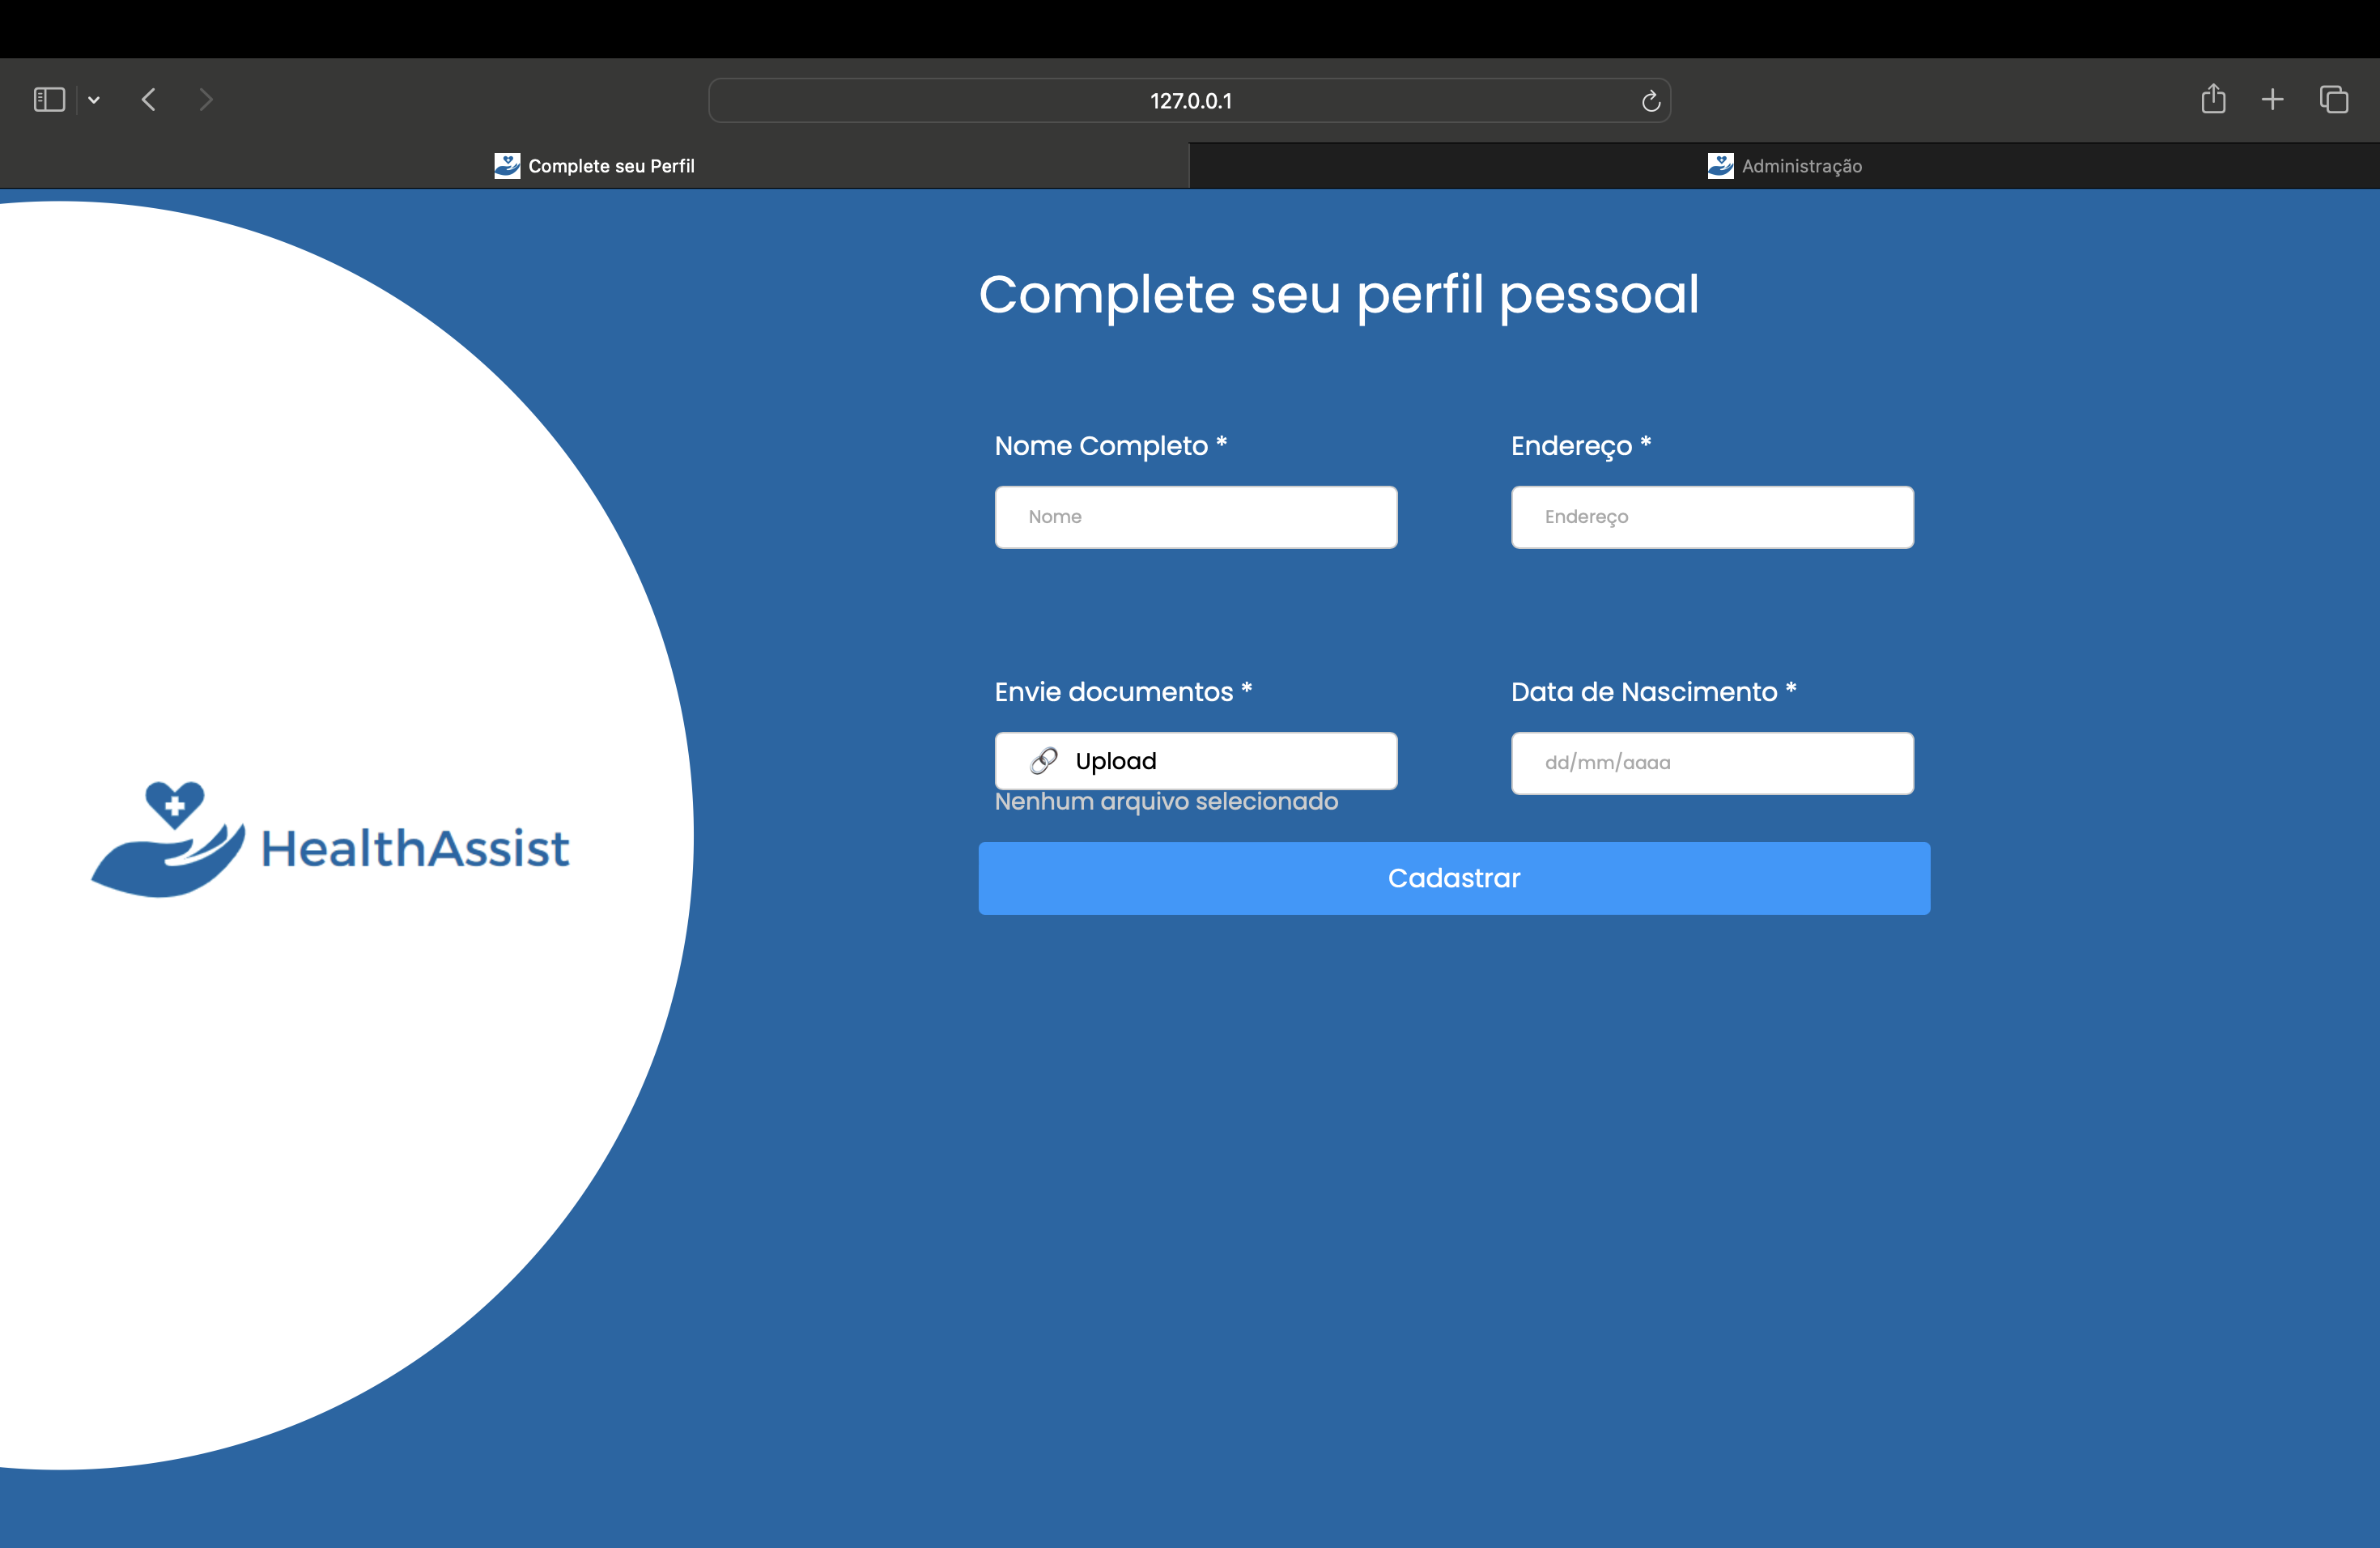 127.0.0.1
Complete seu Perfil
Administração
Complete seu perfil pessoal
Nome Completo *
Endereço *
Nome
Endereço
Envie documentos *
Data de Nascimento *
Upload
dd/mm/aaaa
Nenhum arquivo selecionado
HealthAssist
Cadastrar